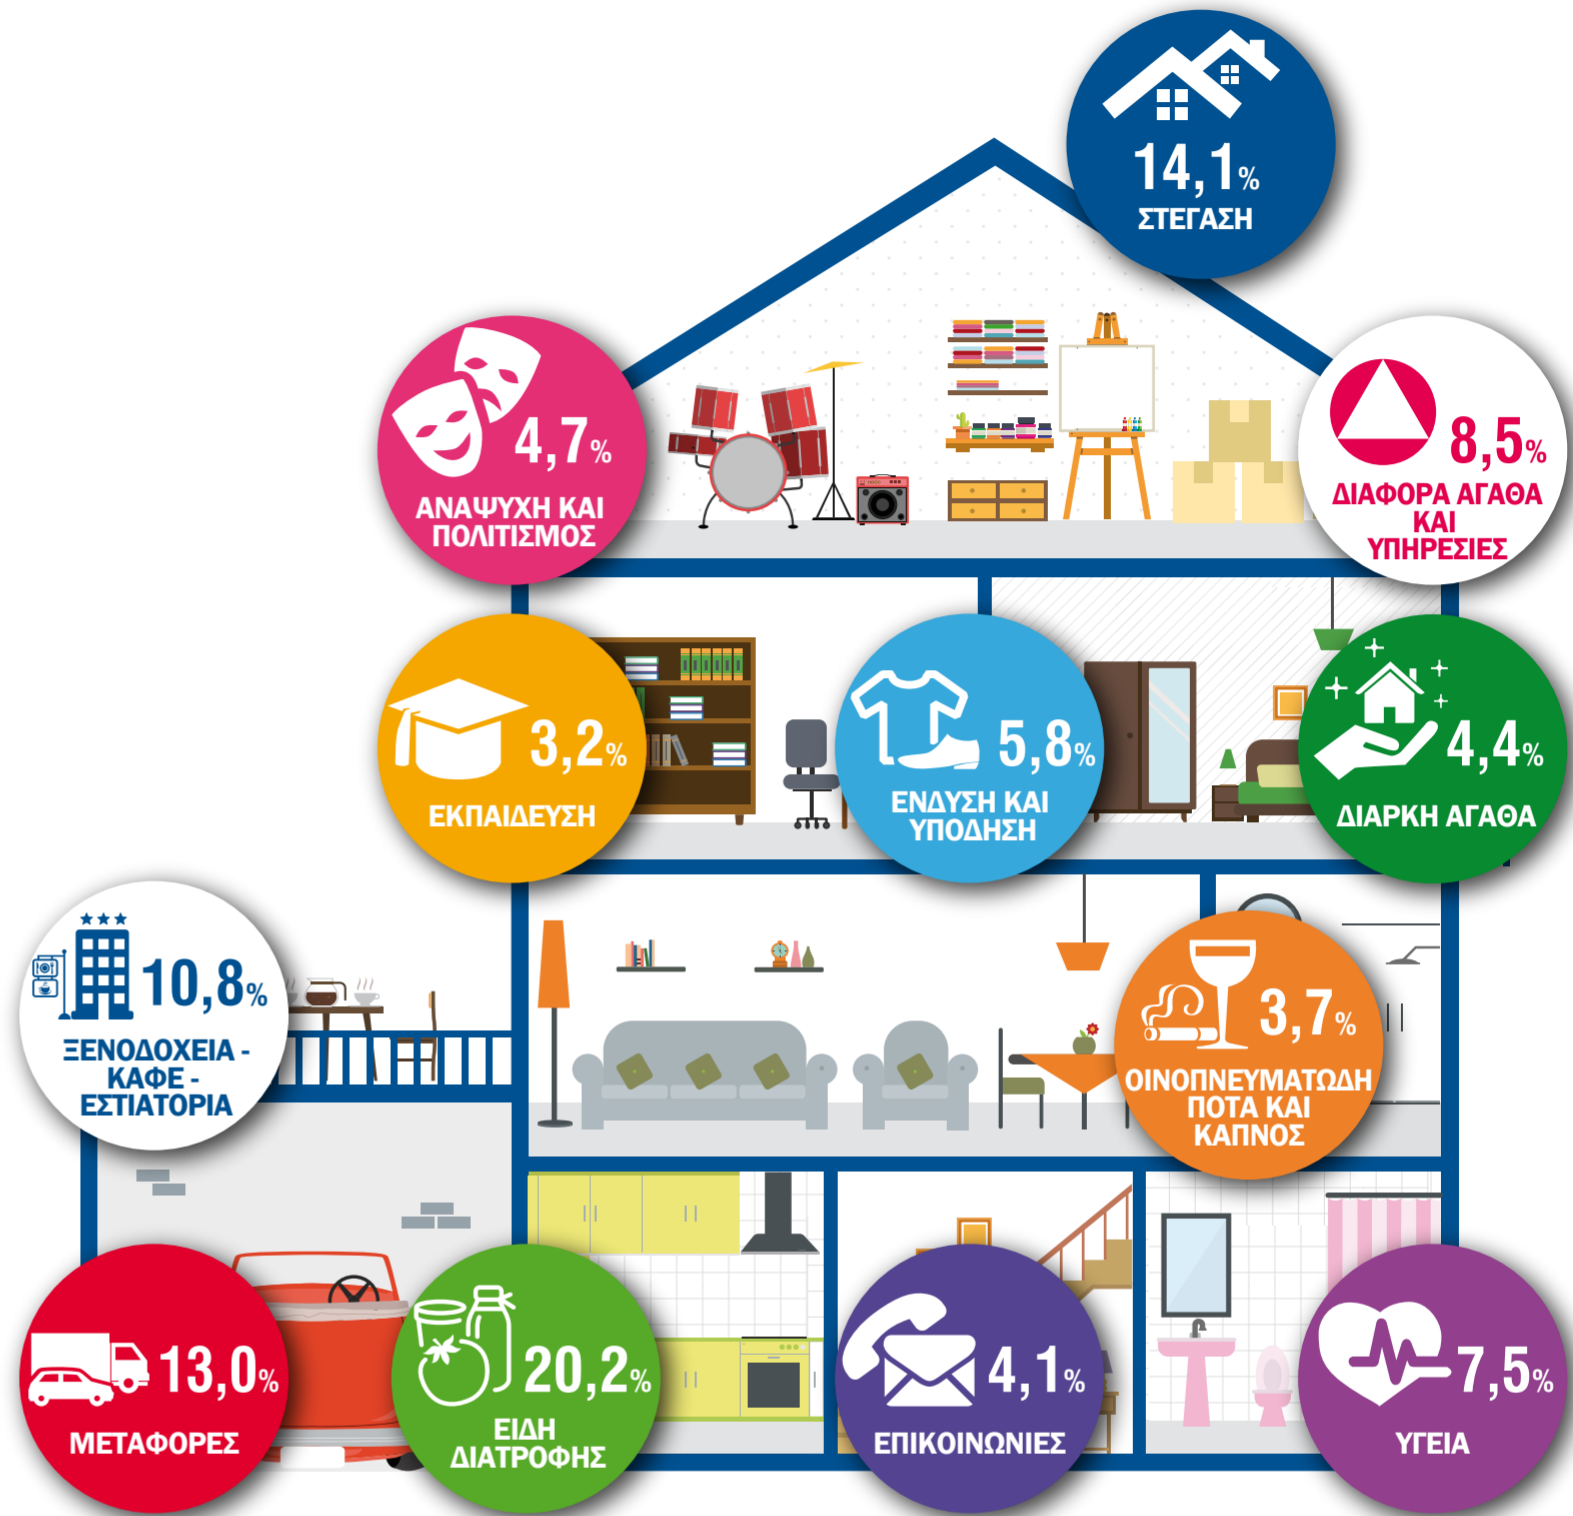 14,1%
ΣΤΕΓΑΣΗ
4,7%
ΑΝΑΨΥΧΗ ΚΑΙ
ΠΟΛΙΤΙΣΜΟΣ
8,5%
ΔΙΑΦΟΡΑ ΑΓΑΘΑ
ΚΑΙ
ΥΠΗΡΕΣΙΕΣ
3,2%
ΕΚΠΑΙΔΕΥΣΗ
5,8%
ΕΝΔΥΣΗ ΚΑΙ
ΥΠΟΔΗΣΗ
4,4%
ΔΙΑΡΚΗ ΑΓΑΘΑ
10,8%
ΞΕΝΟΔΟΧΕΙΑ -
ΚΑΦΕ -
ΕΣΤΙΑΤΟΡΙΑ
3,7%
ΟΙΝΟΠΝΕΥΜΑΤΩΔΗ
ΠΟΤΑ ΚΑΙ
ΚΑΠΝΟΣ
13,0%
ΜΕΤΑΦΟΡΕΣ
20,2%
ΕΙΔΗ
ΔΙΑΤΡΟΦΗΣ
4,1%
ΕΠΙΚΟΙΝΩΝΙΕΣ
7,5%
ΥΓΕΙΑ